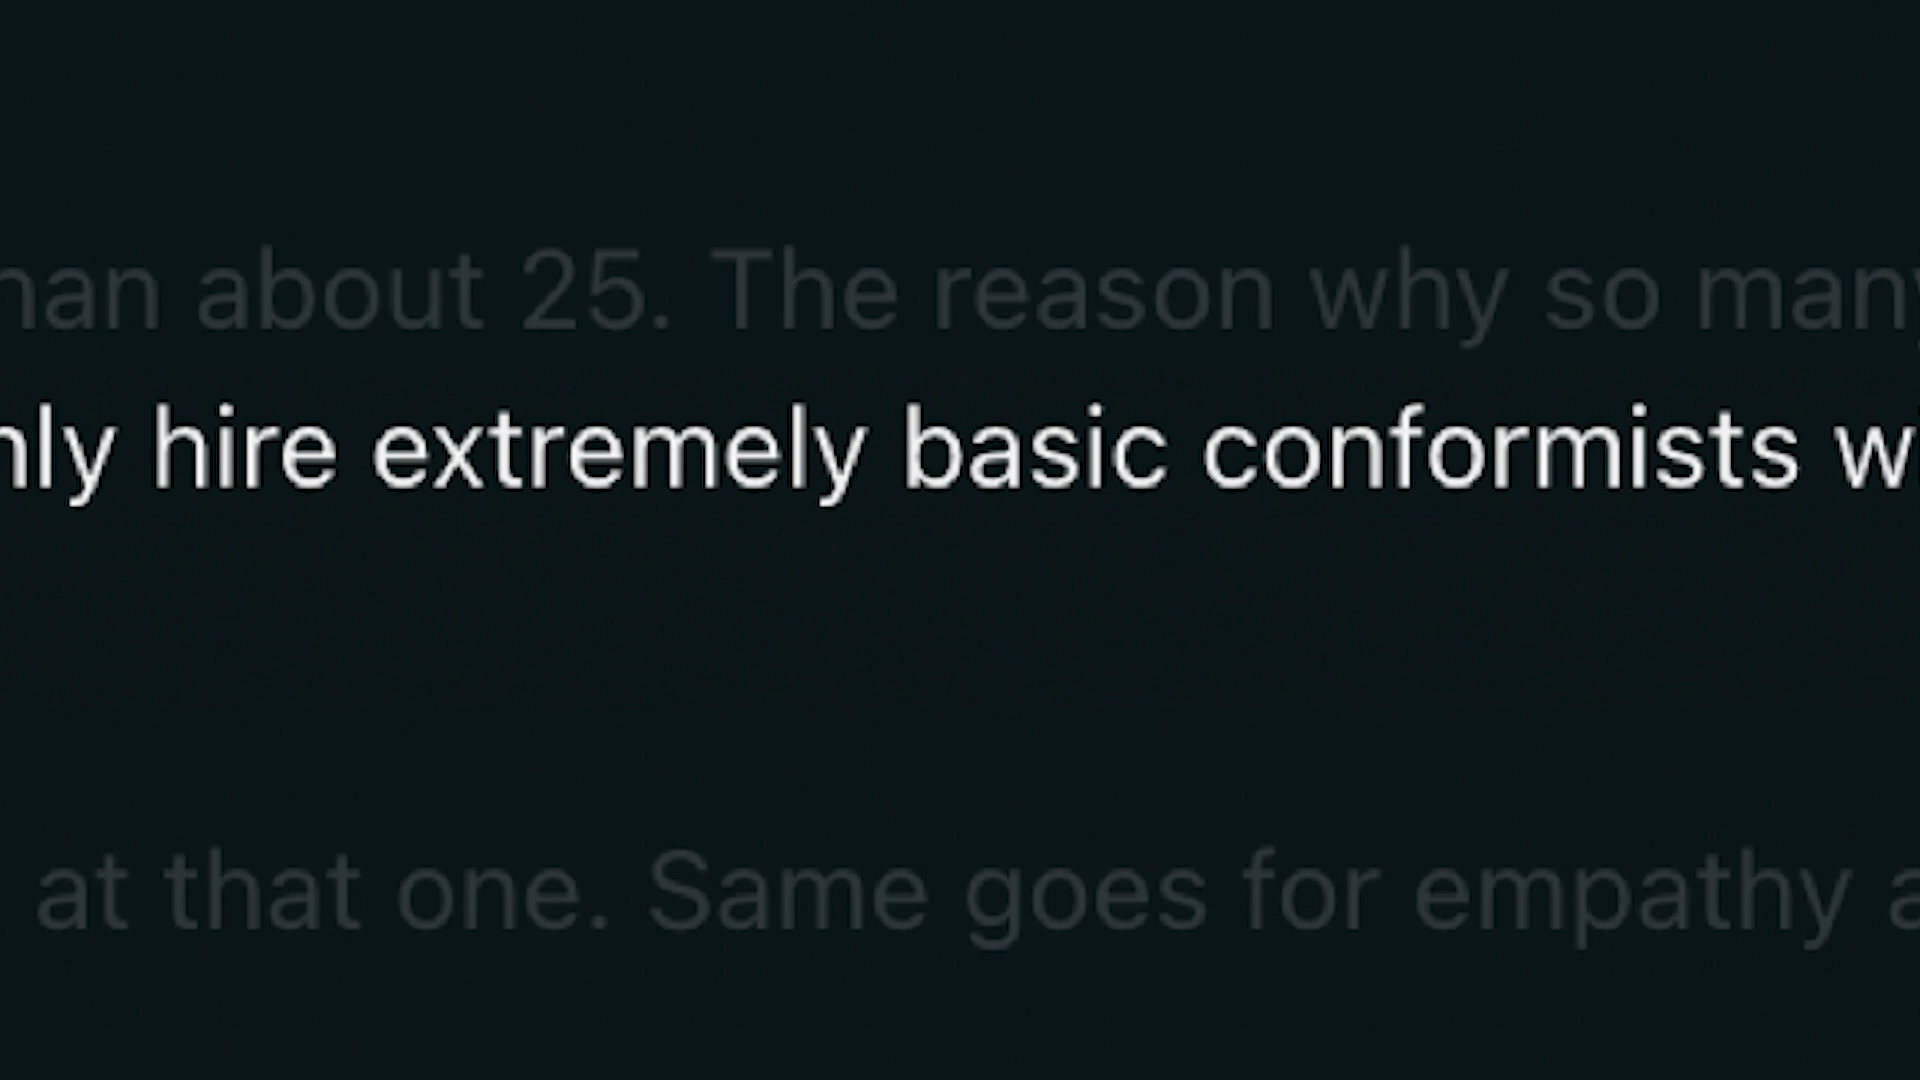 han about 25. The reason why so many
nly hire extremely basic conformists w
at that one. Same goes for empathy a